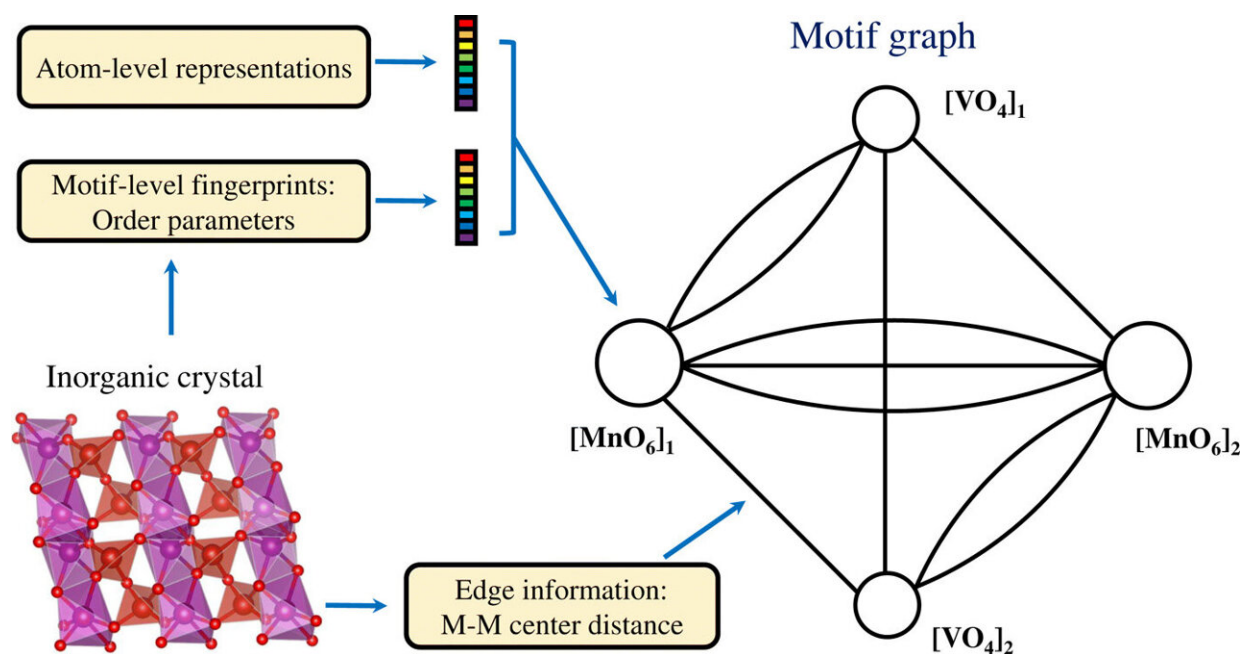 Atom-level representations
Motif-level fingerprints:
Order parameters
Inorganic crystal
Edge information:
M-M center distance
Motif graph
[VO₄]₁
[MnO₆]₁
[MnO₆]₂
[VO₄]₂